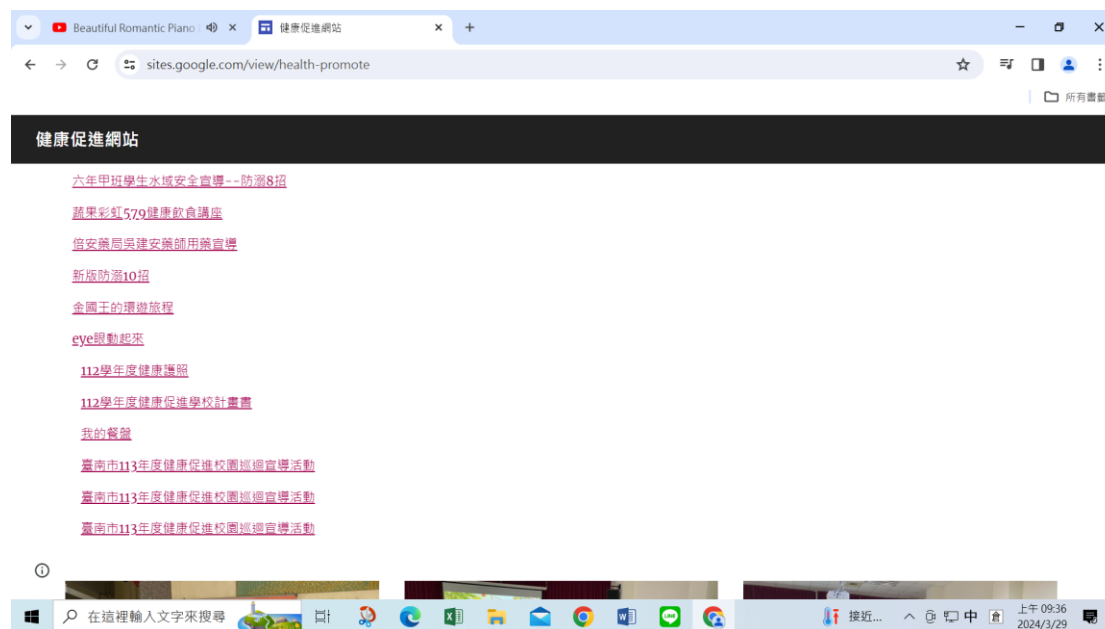 Beautiful Romantic Piano
健康促進網站
sites.google.com/view/health-promote
所有書籤
健康促進網站
六年甲班學生水域安全宣導--防溺8招
蔬果彩虹579健康飲食講座
倍安藥局吳建安藥師用藥宣導
新版防溺10招
金國王的環遊旅程
eye眼動起來
112學年度健康護照
112學年度健康促進學校計畫書
我的餐盤
臺南市113年度健康促進校園巡迴宣導活動
臺南市113年度健康促進校園巡迴宣導活動
臺南市113年度健康促進校園巡迴宣導活動
在這裡輸入文字來搜尋
接近...
中
上午 09:36
2024/3/29